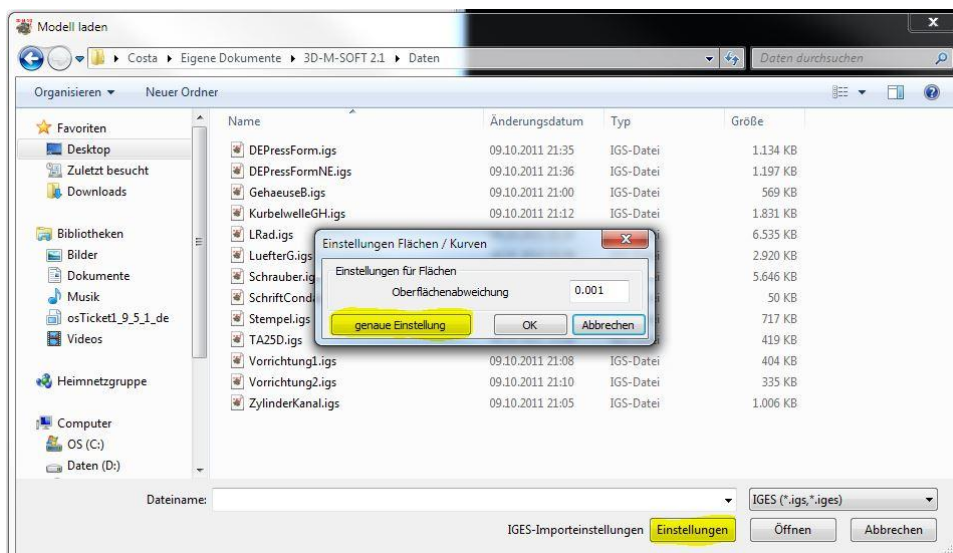 Modell laden
Costa ▸ Eigene Dokumente ▸ 3D-M-SOFT 2.1 ▸ Daten
Daten durchsuchen
Organisieren Neuer Ordner
Name Änderungsdatum Typ Größe
Favoriten
Desktop
Zuletzt besucht
Downloads
Bibliotheken
Bilder
Dokumente
Musik
osTicket1_9_5_1_de
Videos
Heimnetzgruppe
Computer
OS (C:)
Daten (D:)
DEPressForm.igs 09.10.2011 21:35 IGS-Datei 1.134 KB
DEPressFormNE.igs 09.10.2011 21:36 IGS-Datei 1.197 KB
GehaeuseB.igs 09.10.2011 21:00 IGS-Datei 569 KB
KurbelwelleGH.igs 09.10.2011 21:12 IGS-Datei 1.831 KB
LRad.igs 6.535 KB
LuefterG.igs 2.920 KB
Schrauber.ig 5.646 KB
SchriftCond 50 KB
Stempel.igs 717 KB
TA25D.igs 419 KB
Vorrichtung1.igs 09.10.2011 21:08 IGS-Datei 404 KB
Vorrichtung2.igs 09.10.2011 21:10 IGS-Datei 335 KB
ZylinderKanal.igs 09.10.2011 21:05 IGS-Datei 1.006 KB
Einstellungen Flächen / Kurven
Einstellungen für Flächen
Oberflächenabweichung 0.001
genaue Einstellung OK Abbrechen
Dateiname: IGES (*.igs,*.iges)
IGES-Importeinstellungen Einstellungen Öffnen Abbrechen